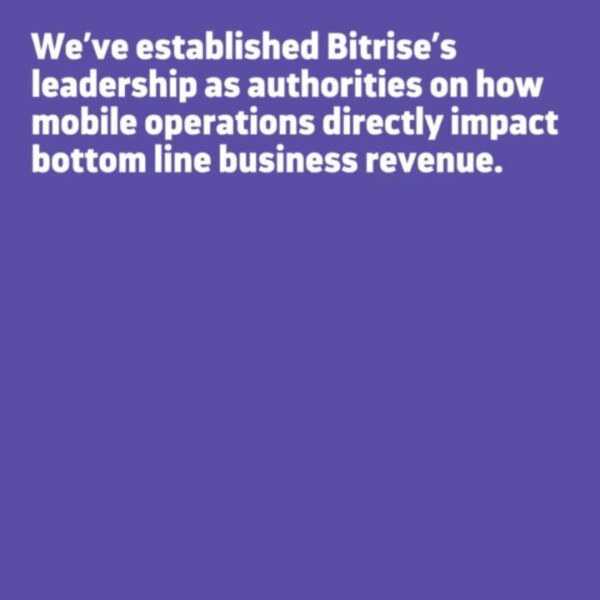 We’ve established Bitrise’s
leadership as authorities on how
mobile operations directly impact
bottom line business revenue.